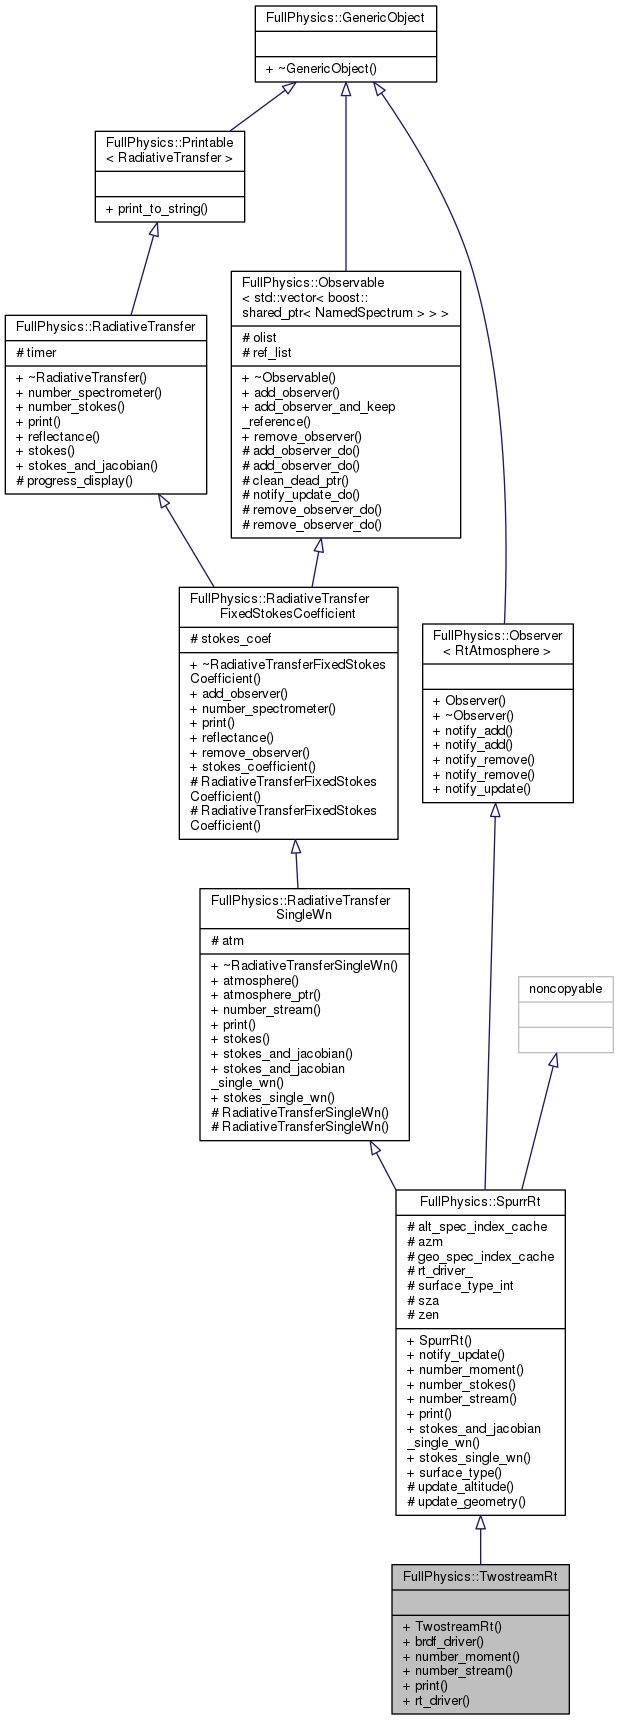 FullPhysics::GenericObject
+ ~GenericObject()
FullPhysics::Printable
< RadiativeTransfer >
+ print_to_string()
FullPhysics::Observable
< std::vector< boost::
shared_ptr< NamedSpectrum > > >
# olist
# ref_list
+ ~Observable()
+ add_observer()
+ add_observer_and_keep
_reference()
+ remove_observer()
# add_observer_do()
# add_observer_do()
# clean_dead_ptr()
# notify_update_do()
# remove_observer_do()
# remove_observer_do()
FullPhysics::RadiativeTransfer
# timer
+ ~RadiativeTransfer()
+ number_spectrometer()
+ number_stokes()
+ print()
+ reflectance()
+ stokes()
+ stokes_and_jacobian()
# progress_display()
FullPhysics::RadiativeTransfer
FixedStokesCoefficient
# stokes_coef
+ ~RadiativeTransferFixedStokes
Coefficient()
+ add_observer()
+ number_spectrometer()
+ print()
+ reflectance()
+ remove_observer()
+ stokes_coefficient()
# RadiativeTransferFixedStokes
Coefficient()
# RadiativeTransferFixedStokes
Coefficient()
FullPhysics::Observer
< RtAtmosphere >
+ Observer()
+ ~Observer()
+ notify_add()
+ notify_add()
+ notify_remove()
+ notify_remove()
+ notify_update()
FullPhysics::RadiativeTransfer
SingleWn
# atm
+ ~RadiativeTransferSingleWn()
+ atmosphere()
+ atmosphere_ptr()
+ number_stream()
+ print()
+ stokes()
+ stokes_and_jacobian()
+ stokes_and_jacobian
_single_wn()
+ stokes_single_wn()
# RadiativeTransferSingleWn()
# RadiativeTransferSingleWn()
noncopyable
FullPhysics::SpurrRt
# alt_spec_index_cache
# azm
# geo_spec_index_cache
# rt_driver_
# surface_type_int
# sza
# zen
+ SpurrRt()
+ notify_update()
+ number_moment()
+ number_stokes()
+ number_stream()
+ print()
+ stokes_and_jacobian
_single_wn()
+ stokes_single_wn()
+ surface_type()
# update_altitude()
# update_geometry()
FullPhysics::TwostreamRt
+ TwostreamRt()
+ brdf_driver()
+ number_moment()
+ number_stream()
+ print()
+ rt_driver()